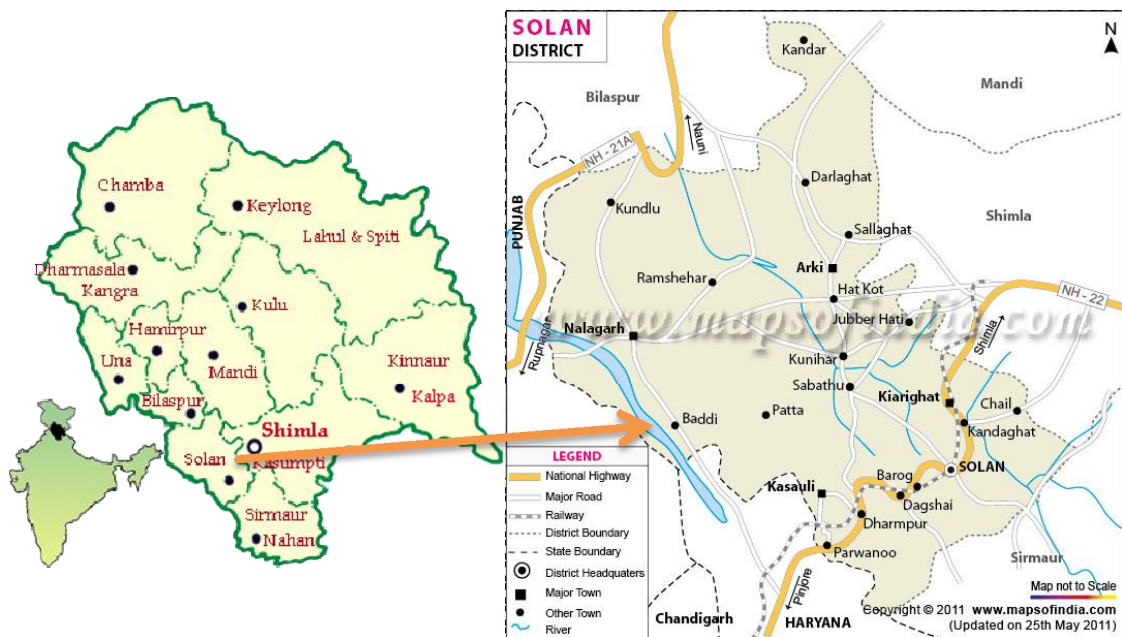 Chamba
Keylong
Lahul & Spiti
Dharmasala
Kangra
Kulu
Hamirpur
Una
Mandi
Kinnaur
Kalpa
Bilaspur
Shimla
Solan
Kasumpti
Sirmaur
Nahan
SOLAN
DISTRICT
N
Kandar
Mandi
Bilaspur
Nauni
NH - 21A
Darlaghat
PUNJAB
Kundlu
Shimla
Sallaghat
Arki
Ramshehar
Hat Kot
NH - 22
www.mapsofindia.com
Jubber Hati
Nalagarh
Shimla
Rupnagar
Kunihar
Sabathu
Kiarighat
Chail
Patta
Baddi
Kandaghat
LEGEND
National Highway
Major Road
Railway
District Boundary
State Boundary
District Headquaters
Major Town
Other Town
River
SOLAN
Barog
Kasauli
Dagshai
Dharmpur
Parwanoo
Sirmaur
Pinjore
Map not to Scale
Chandigarh
HARYANA
Copyright © 2011 www.mapsofindia.com
(Updated on 25th May 2011)